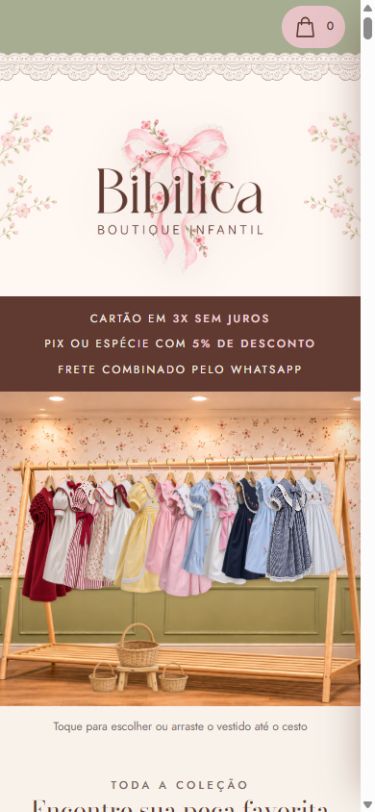 0
Bibilica
BOUTIQUE INFANTIL
CARTÃO EM 3X SEM JUROS
PIX OU ESPÉCIE COM 5% DE DESCONTO
FRETE COMBINADO PELO WHATSAPP
Toque para escolher ou arraste o vestido até o cesto
TODA A COLEÇÃO
Encontre sua peça favorita